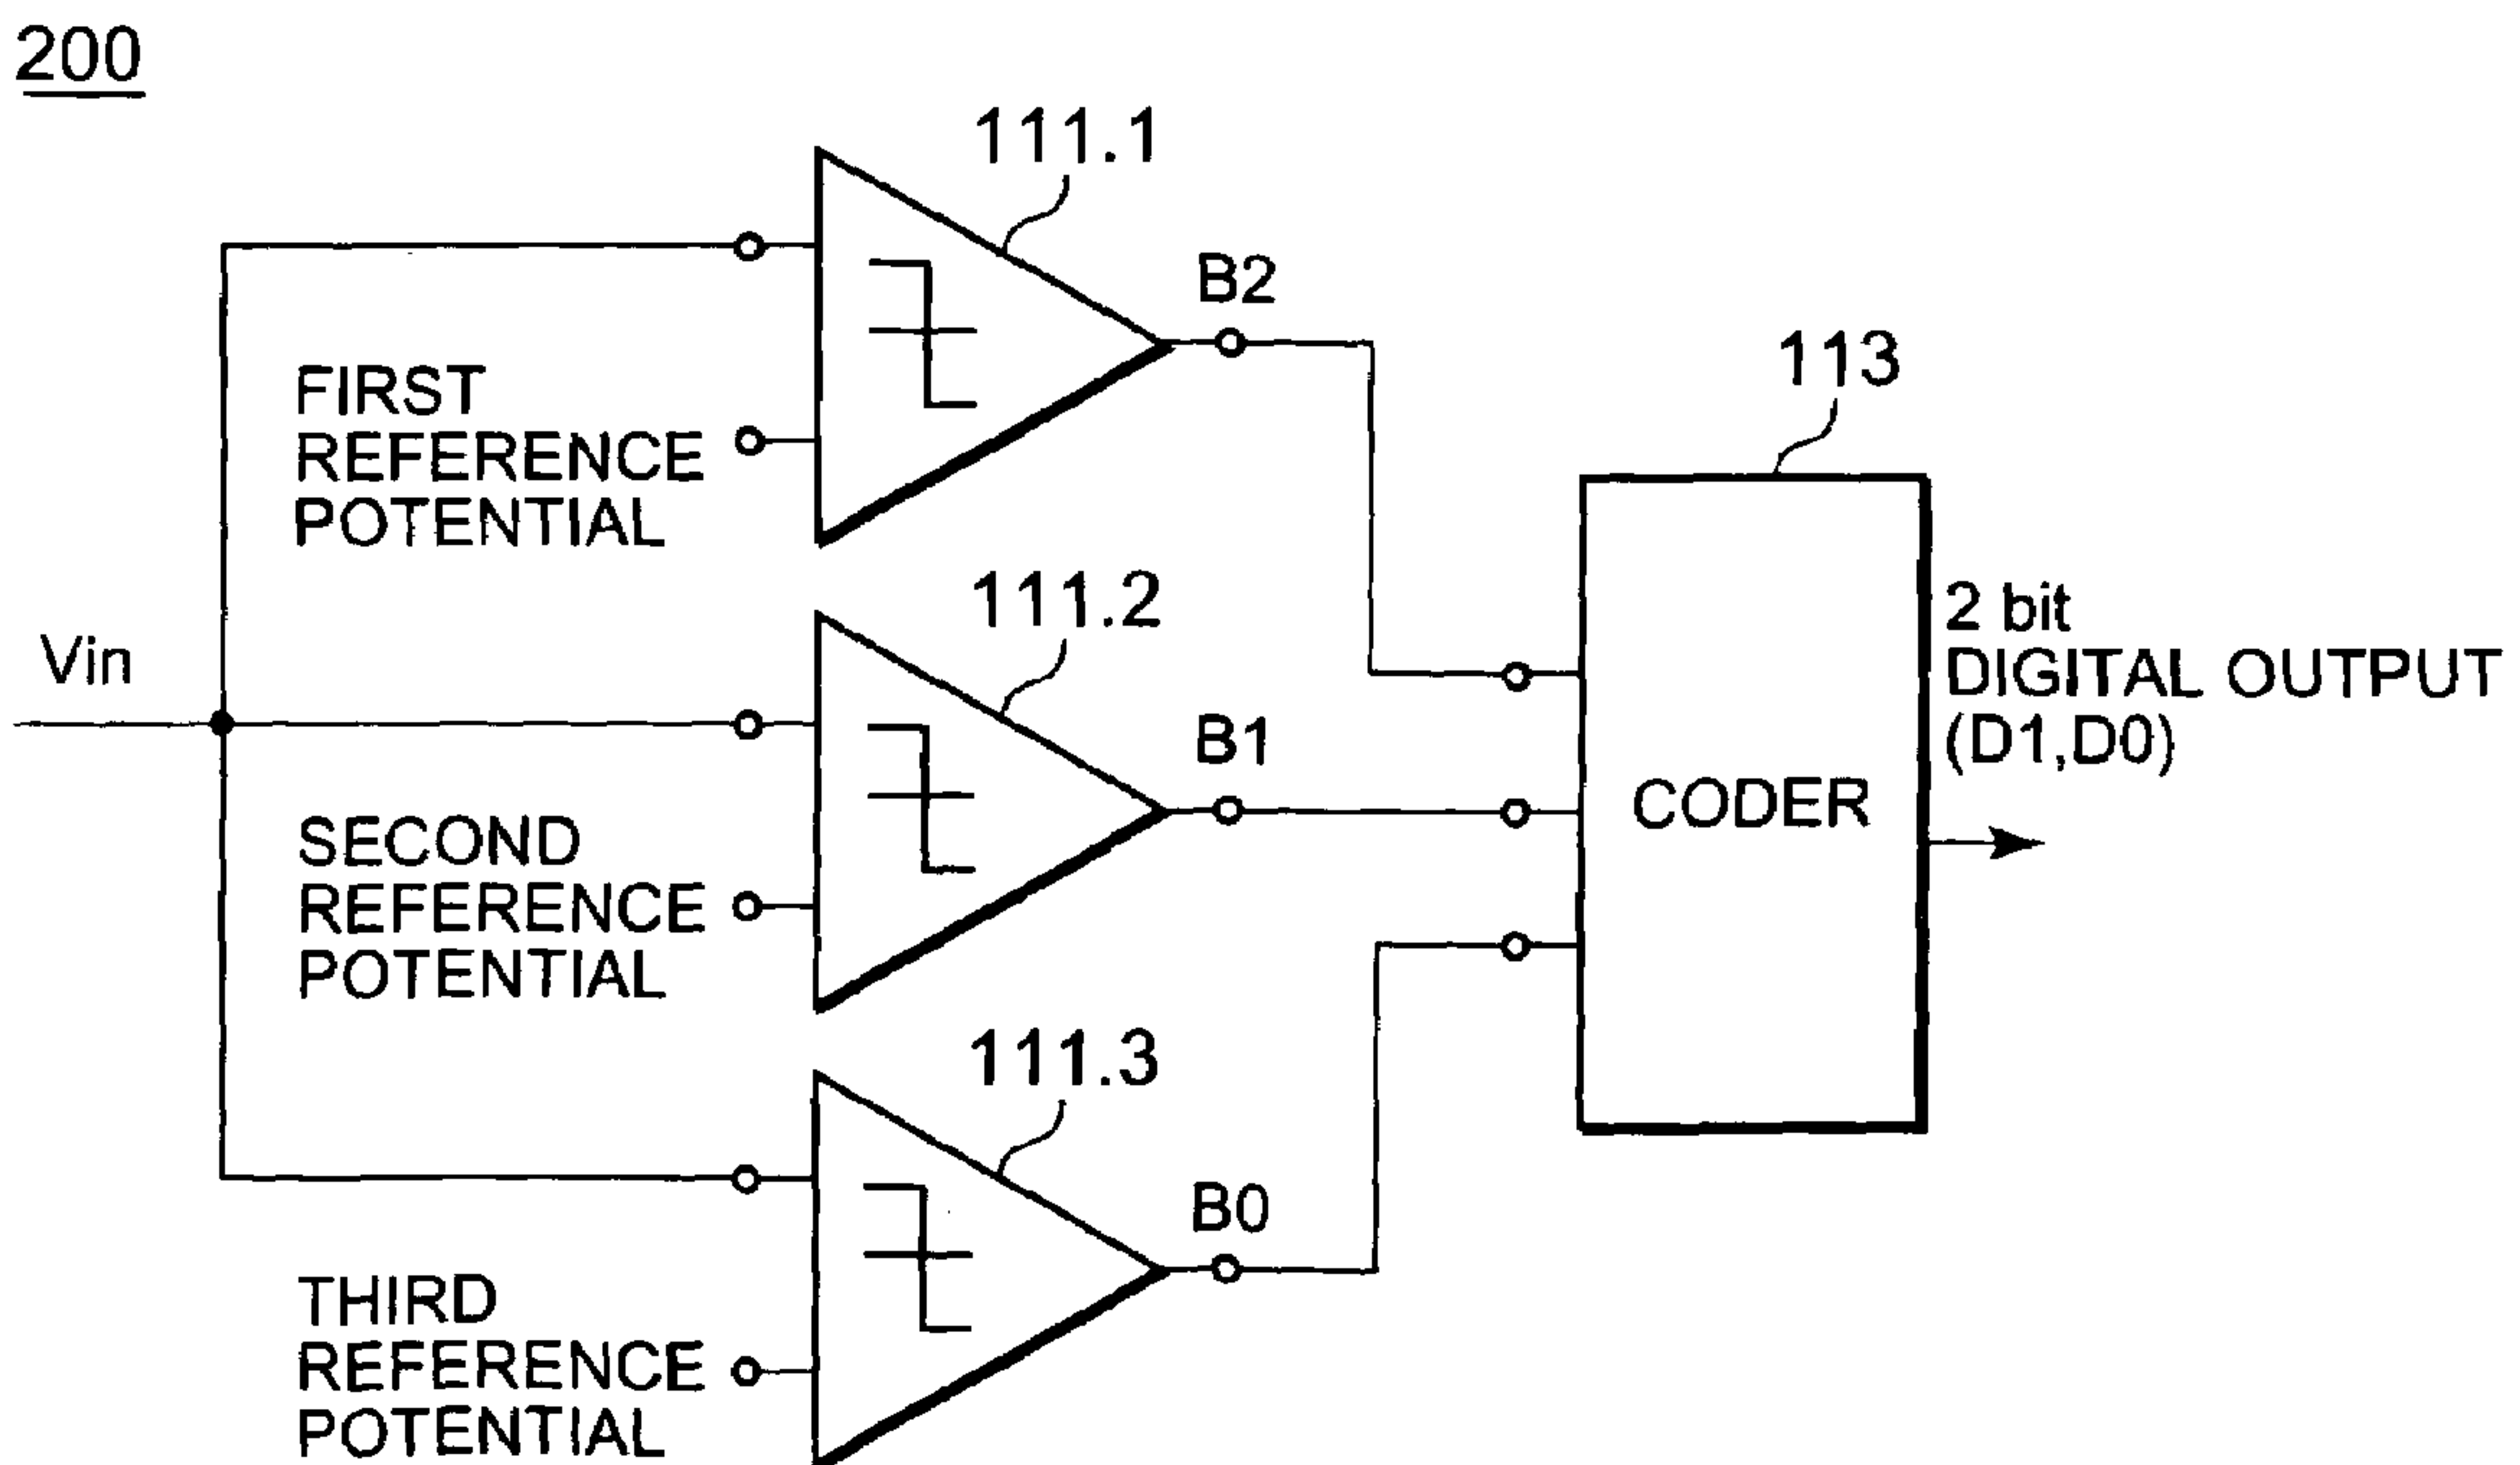 200
111.1
B2
FIRST
REFERENCE
POTENTIAL
113
111.2
Vin
2 bit
DIGITAL OUTPUT
(D1,D0)
B1
CODER
SECOND
REFERENCE
POTENTIAL
111.3
B0
THIRD
REFERENCE
POTENTIAL